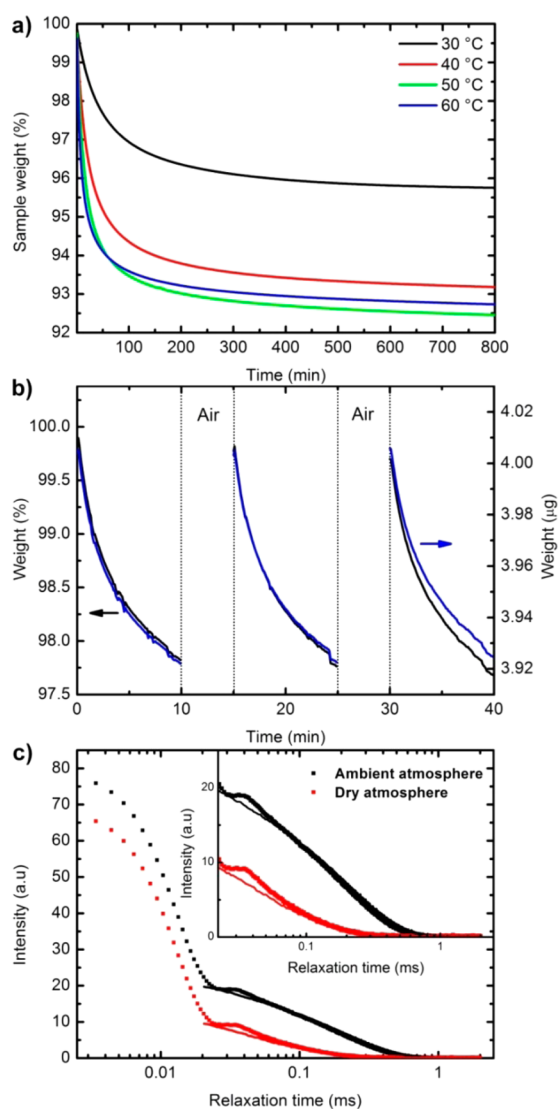 a)
100
99
98
97
96
95
94
93
92
Sample weight (%)
30 °C
40 °C
50 °C
60 °C
100 200 300 400 500 600 700 800
Time (min)
b)
Air
Air
100.0
99.5
99.0
98.5
98.0
97.5
Weight (%)
4.02
4.00
3.96
3.94
3.92
Weight (µg)
0 10 20 30 40
Time (min)
c)
80
70
60
50
40
30
20
10
0
Intensity (a.u)
Ambient atmosphere
Dry atmosphere
20
10
0
Intensity (a.u)
0.1 1
Relaxation time (ms)
0.01 0.1 1
Relaxation time (ms)